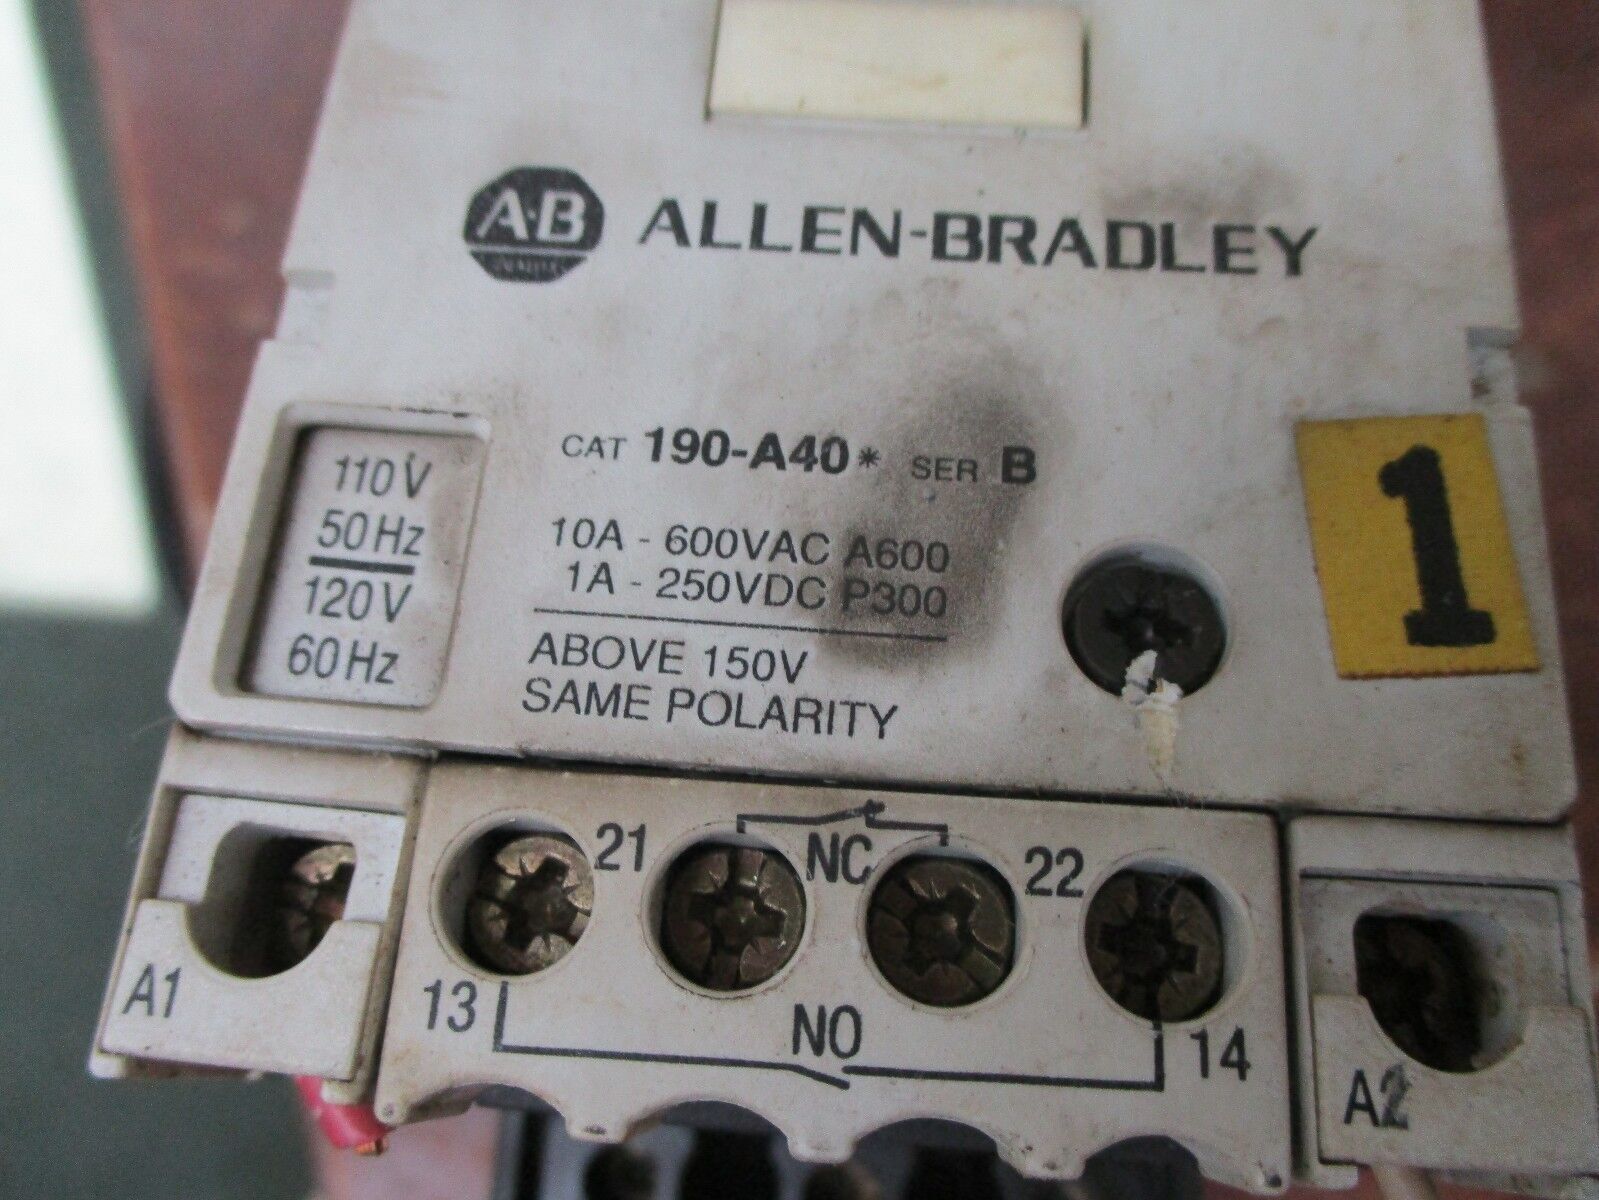 A·B
ALLEN-BRADLEY
CAT 190-A40* SER B
110V
50Hz
120V
60Hz
10A - 600VAC A600
1A - 250VDC P300
ABOVE 150V
SAME POLARITY
1
21
NC
22
A1
13
NO
14
A2